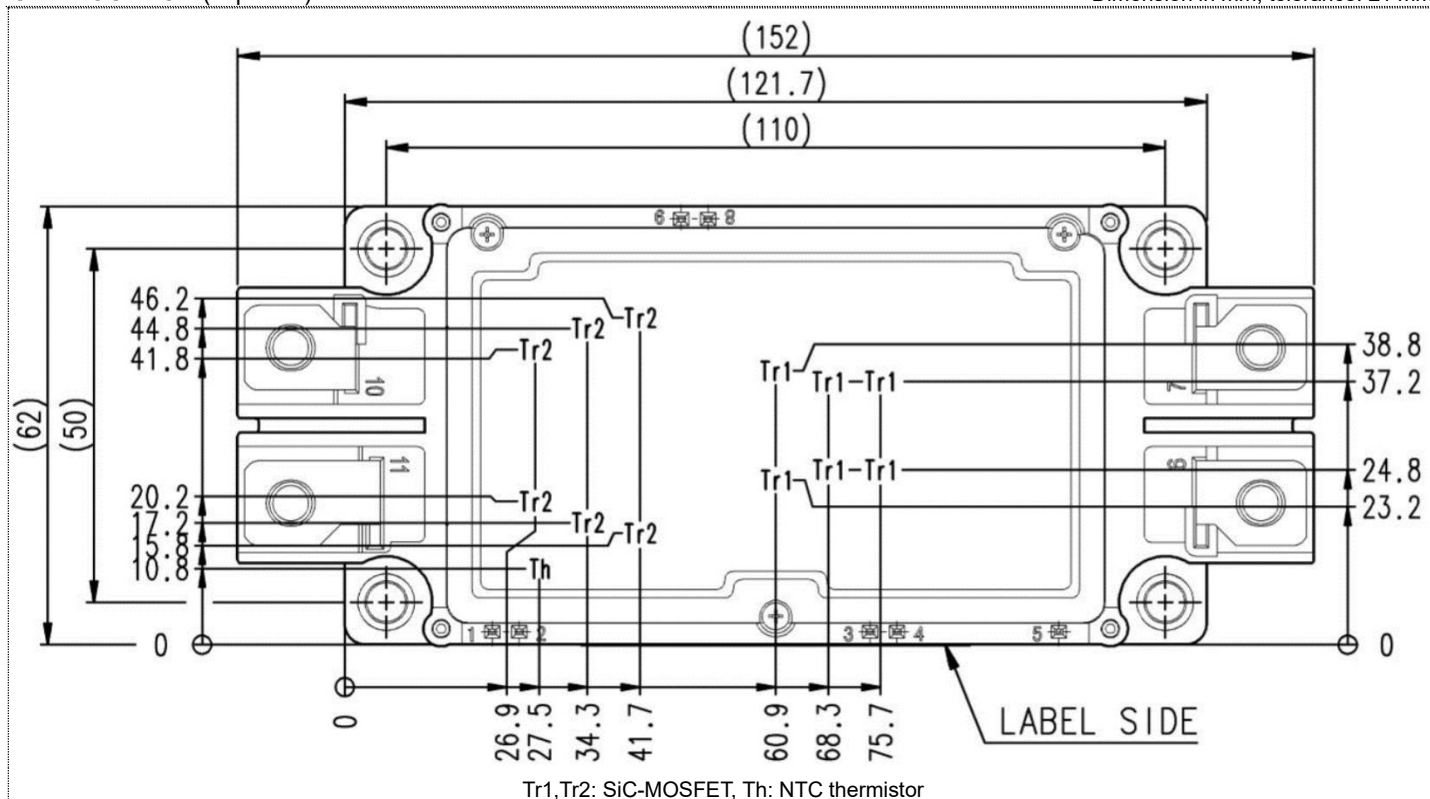 (152)
(121.7)
(110)
6 8
46.2
44.8
41.8
Tr2
Tr2
Tr2
38.8
37.2
Tr1
Tr1-Tr1
10
7
(62)
(50)
11
20.2
17.2
15.8
10.8
Tr2
Tr2
Tr2
Tr1
Tr1-Tr1
24.8
23.2
Th
1 2
3 4
5
0
0
0
26.9
27.5
34.3
41.7
60.9
68.3
75.7
LABEL SIDE
Tr1,Tr2: SiC-MOSFET, Th: NTC thermistor